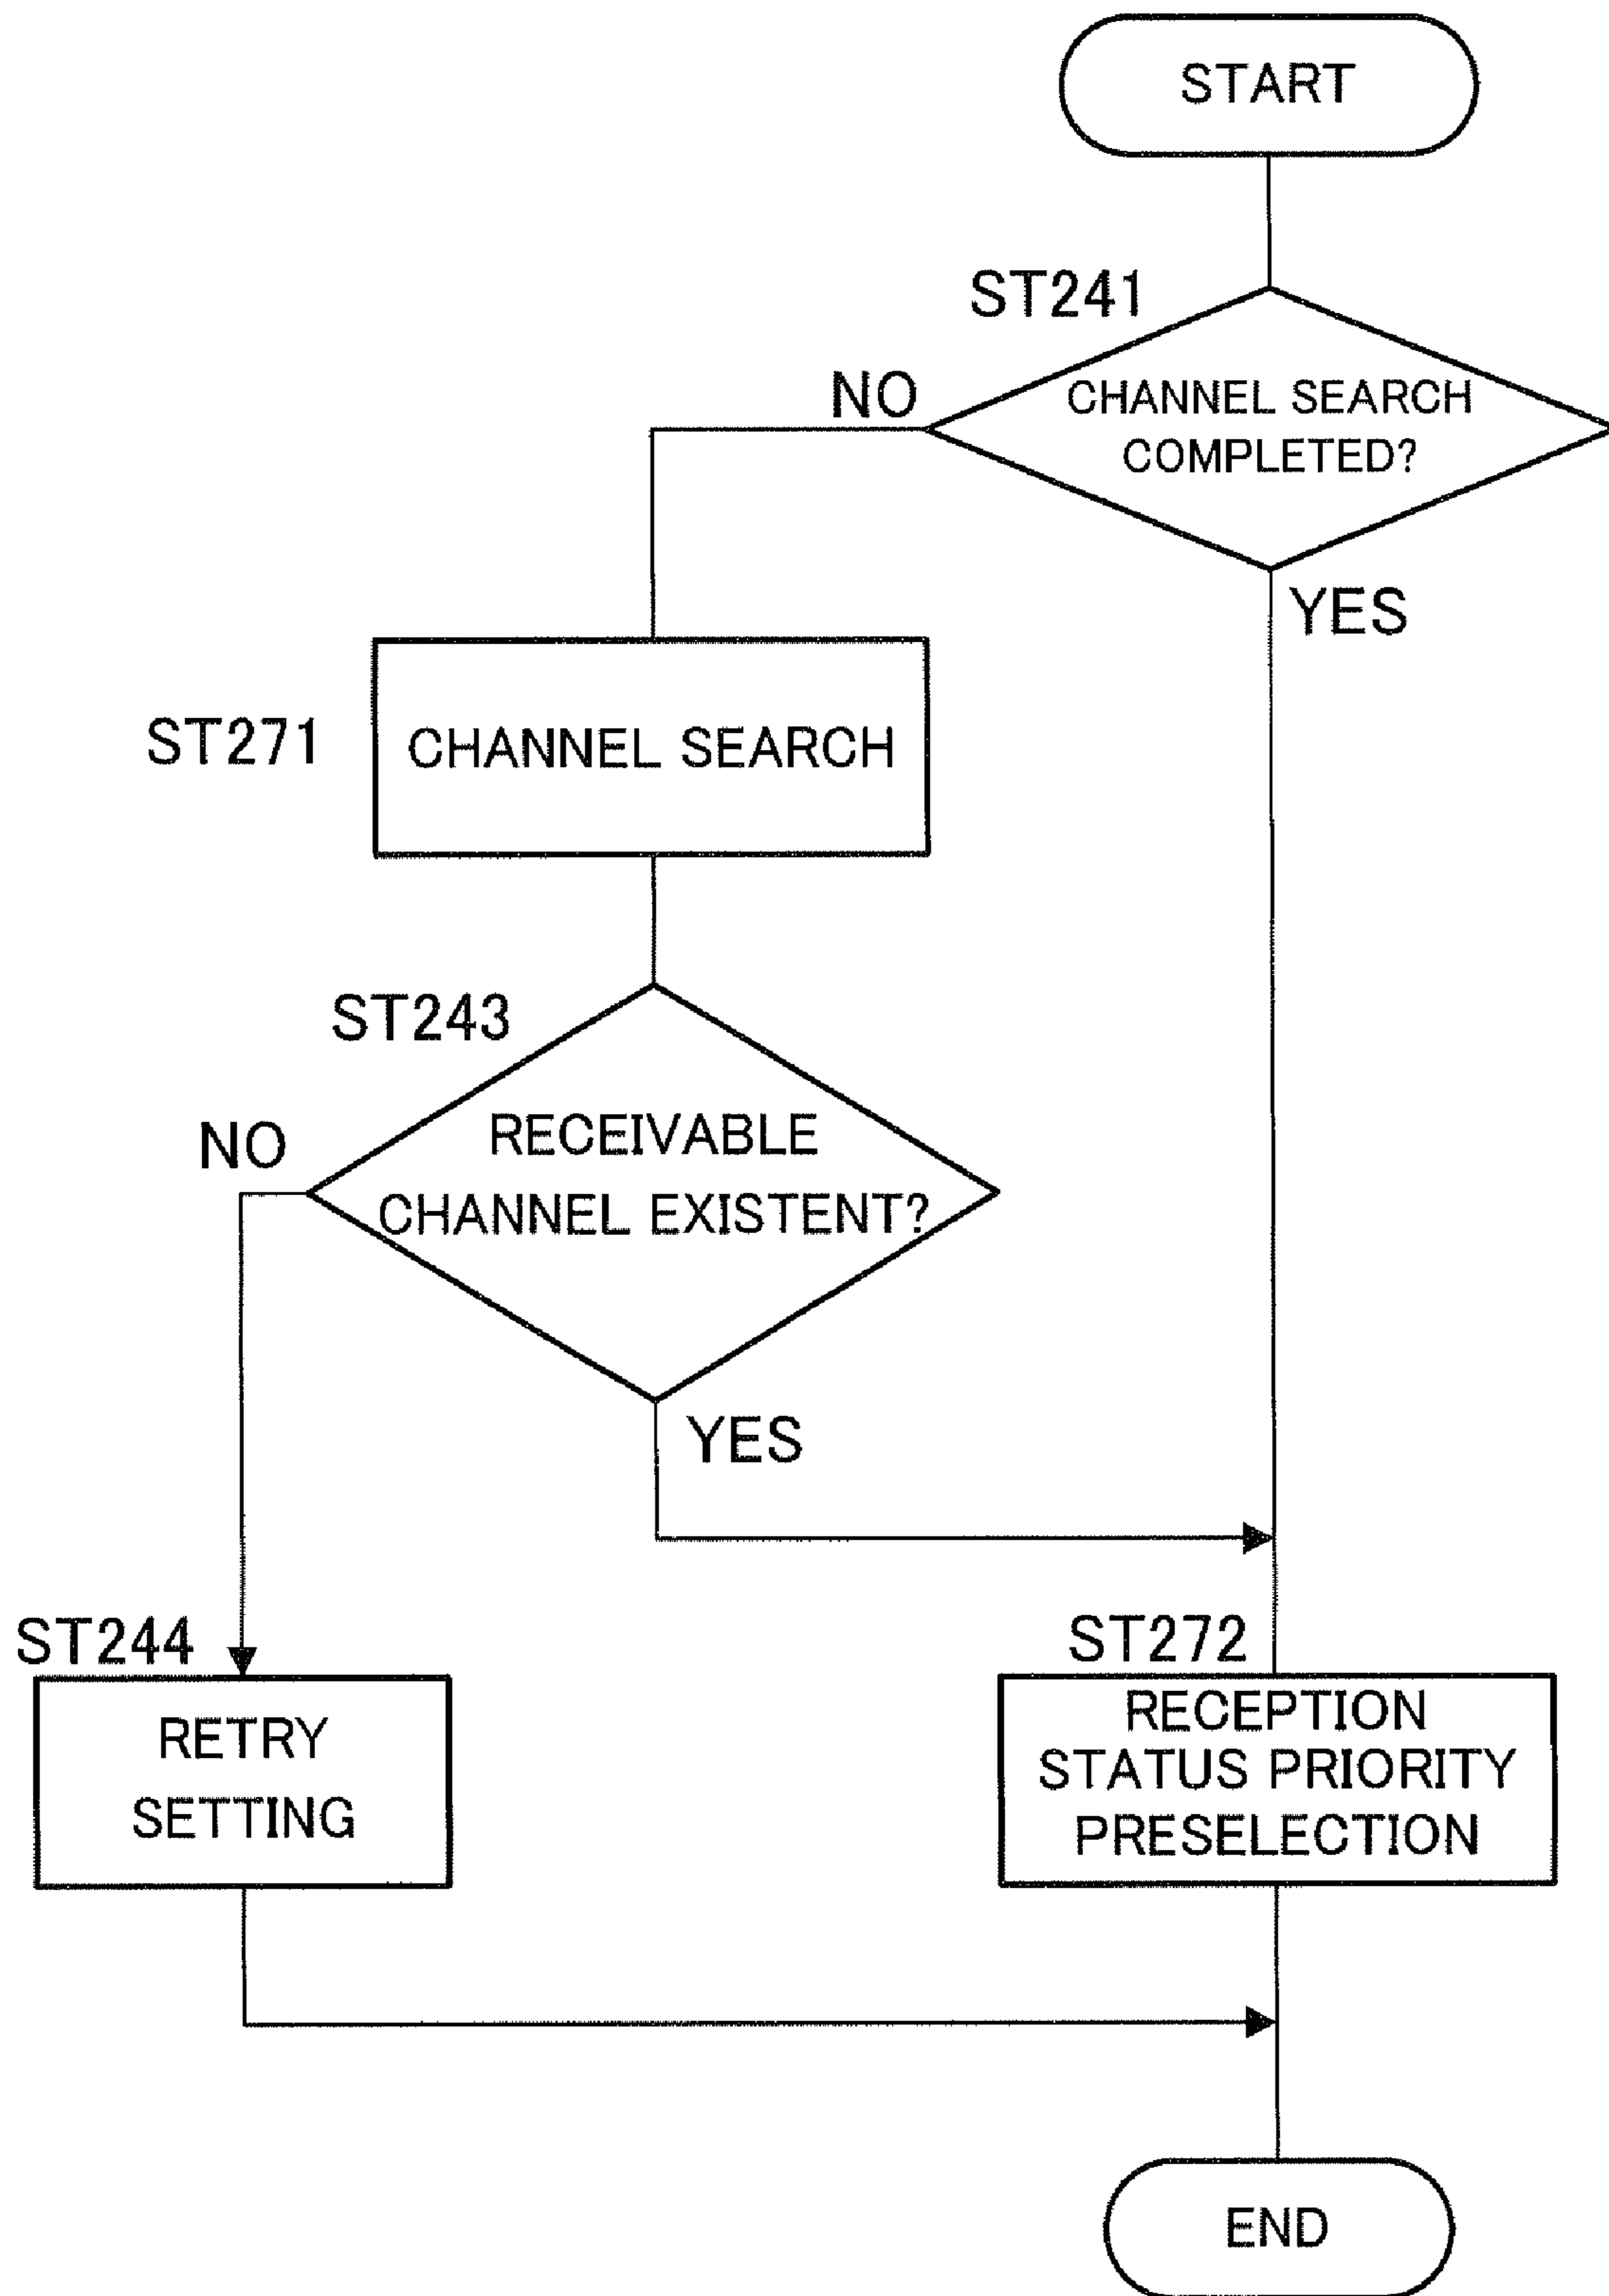 START
ST241
NO
CHANNEL SEARCH
COMPLETED?
YES
ST271
CHANNEL SEARCH
ST243
NO
RECEIVABLE
CHANNEL EXISTENT?
YES
ST244
RETRY
SETTING
ST272
RECEPTION
STATUS PRIORITY
PRESELECTION
END